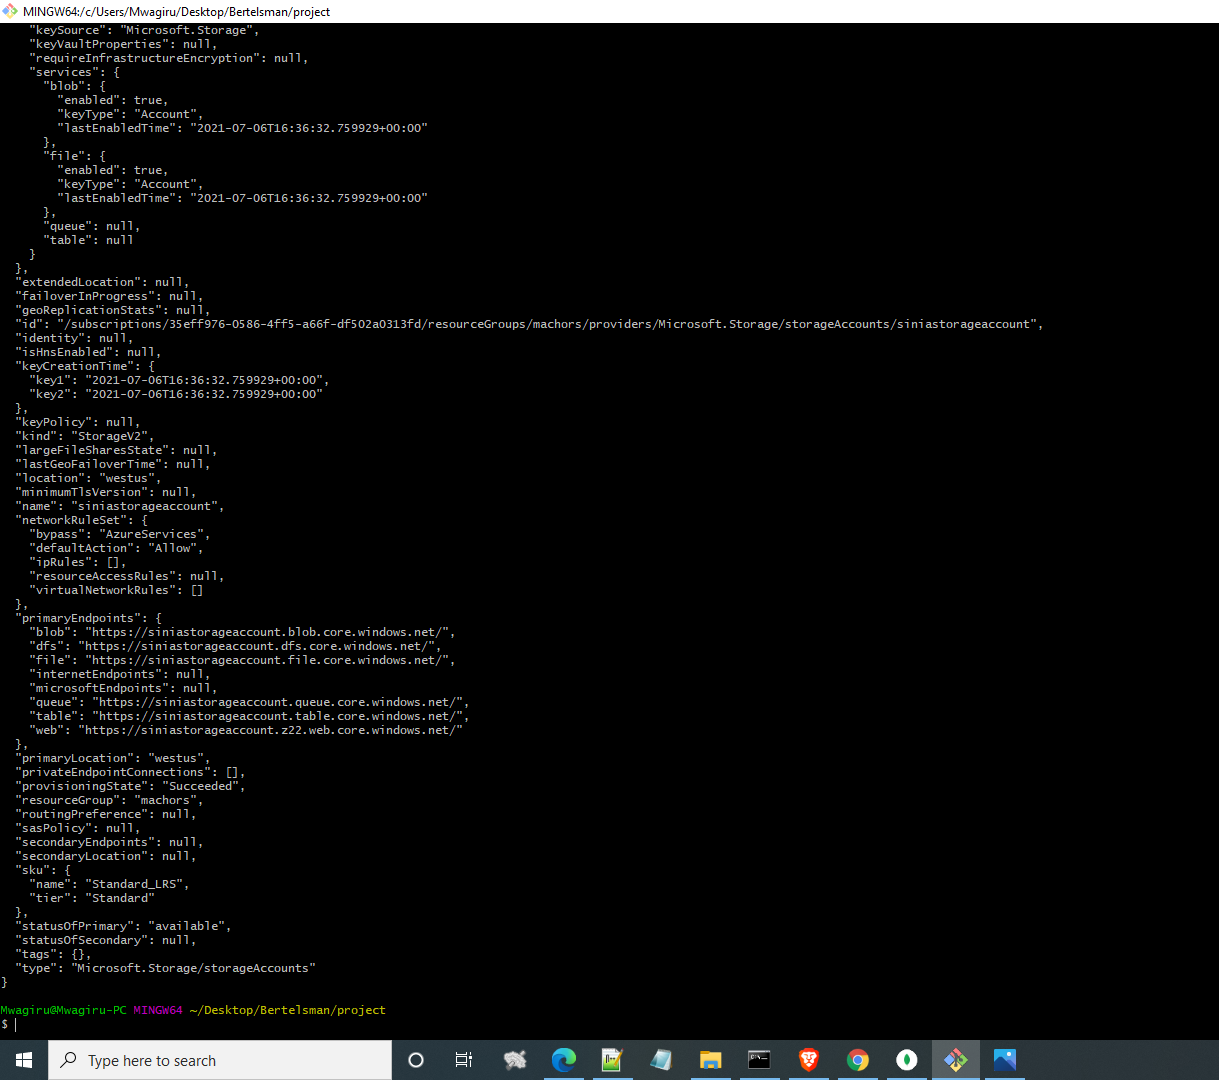 MINGW64:/c/Users/Mwagiru/Desktop/Bertelsman/project
    "keySource": "Microsoft.Storage",
    "keyVaultProperties": null,
    "requireInfrastructureEncryption": null,
    "services": {
      "blob": {
        "enabled": true,
        "keyType": "Account",
        "lastEnabledTime": "2021-07-06T16:36:32.759929+00:00"
      },
      "file": {
        "enabled": true,
        "keyType": "Account",
        "lastEnabledTime": "2021-07-06T16:36:32.759929+00:00"
      },
      "queue": null,
      "table": null
    }
  },
  "extendedLocation": null,
  "failoverInProgress": null,
  "geoReplicationStats": null,
  "id": "/subscriptions/35eff976-0586-4ff5-a66f-df502a0313fd/resourceGroups/machors/providers/Microsoft.Storage/storageAccounts/siniastorageaccount",
  "identity": null,
  "isHnsEnabled": null,
  "keyCreationTime": {
    "key1": "2021-07-06T16:36:32.759929+00:00",
    "key2": "2021-07-06T16:36:32.759929+00:00"
  },
  "keyPolicy": null,
  "kind": "StorageV2",
  "largeFileSharesState": null,
  "lastGeoFailoverTime": null,
  "location": "westus",
  "minimumTlsVersion": null,
  "name": "siniastorageaccount",
  "networkRuleSet": {
    "bypass": "AzureServices",
    "defaultAction": "Allow",
    "ipRules": [],
    "resourceAccessRules": null,
    "virtualNetworkRules": []
  },
  "primaryEndpoints": {
    "blob": "https://siniastorageaccount.blob.core.windows.net/",
    "dfs": "https://siniastorageaccount.dfs.core.windows.net/",
    "file": "https://siniastorageaccount.file.core.windows.net/",
    "internetEndpoints": null,
    "microsoftEndpoints": null,
    "queue": "https://siniastorageaccount.queue.core.windows.net/",
    "table": "https://siniastorageaccount.table.core.windows.net/",
    "web": "https://siniastorageaccount.z22.web.core.windows.net/"
  },
  "primaryLocation": "westus",
  "privateEndpointConnections": [],
  "provisioningState": "Succeeded",
  "resourceGroup": "machors",
  "routingPreference": null,
  "sasPolicy": null,
  "secondaryEndpoints": null,
  "secondaryLocation": null,
  "sku": {
    "name": "Standard_LRS",
    "tier": "Standard"
  },
  "statusOfPrimary": "available",
  "statusOfSecondary": null,
  "tags": {},
  "type": "Microsoft.Storage/storageAccounts"
}
Mwagiru@Mwagiru-PC MINGW64 ~/Desktop/Bertelsman/project
$
Type here to search